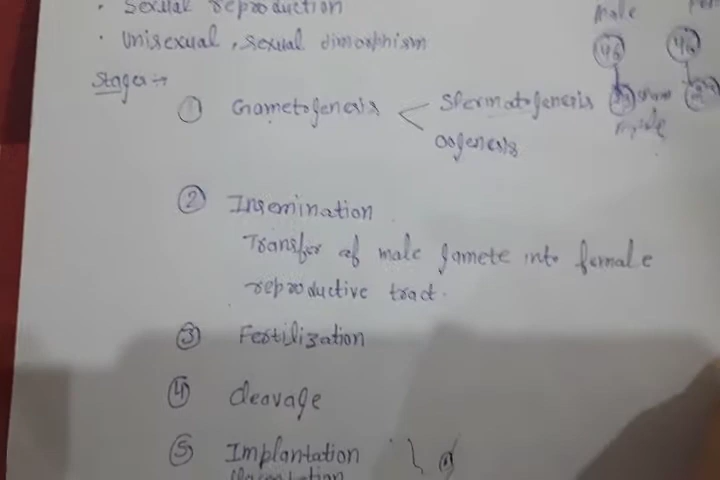 • Sexual reproduction
• Unisexual, sexual dimorphism
male
46
46
Stages :→
① Gametogenesis < Spermatogenesis
oogenesis
② Insemination
Transfer of male gamete into female
reproductive tract.
③ Fertilization
④ cleavage
⑤ Implantation